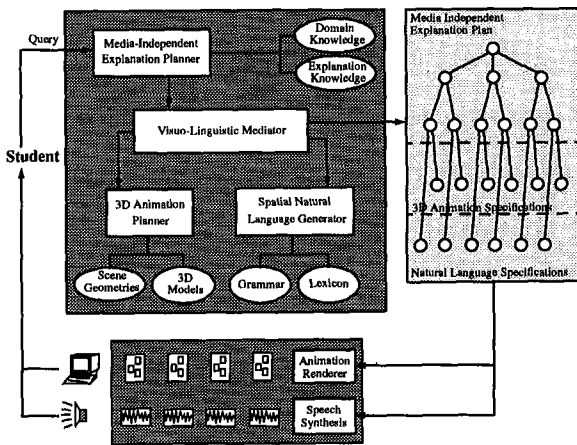 Query
Media-Independent
Explanation Planner
Domain
Knowledge
Explanation
Knowledge
Visuo-Linguistic Mediator
Student
3D Animation
Planner
Spatial Natural
Language Generator
Scene
Geometries
3D
Models
Grammar
Lexicon
Media Independent
Explanation Plan
3D Animation Specifications
Natural Language Specifications
Animation
Renderer
Speech
Synthesis